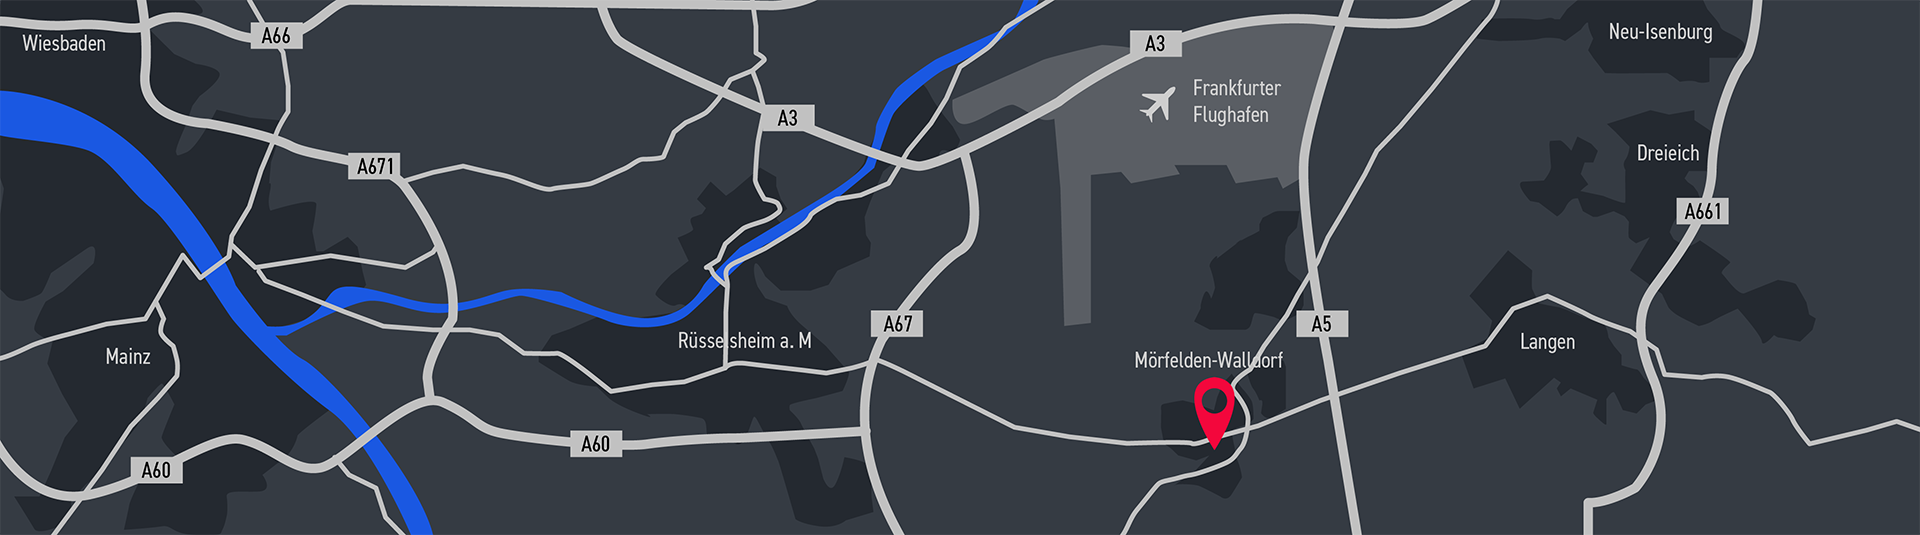 Wiesbaden
A66
A3
Neu-Isenburg
Frankfurter
Flughafen
A3
A671
Dreieich
A661
A67
A5
Rüsselsheim a. M
Mainz
Mörfelden-Walldorf
Langen
A60
A60